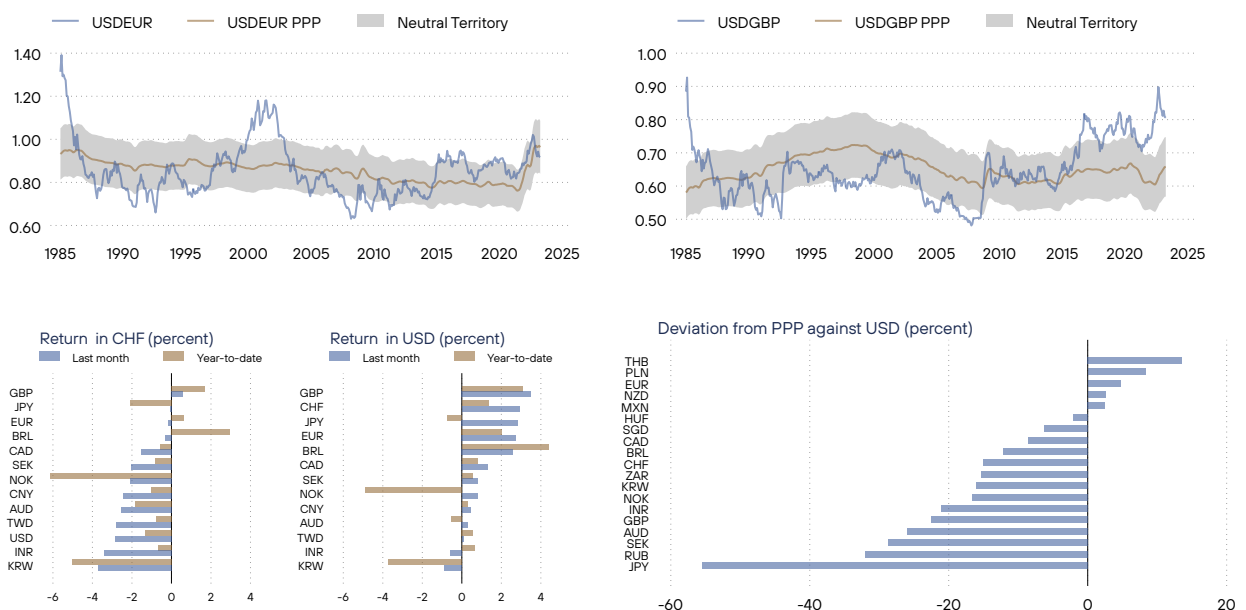 USDEUR USDEUR PPP Neutral Territory
1.40
1.20
1.00
0.80
0.60
1985 1990 1995 2000 2005 2010 2015 2020 2025
USDGBP USDGBP PPP Neutral Territory
1.00
0.90
0.80
0.70
0.60
0.50
1985 1990 1995 2000 2005 2010 2015 2020 2025
Return in CHF (percent)
Last month Year-to-date
GBP
JPY
EUR
BRL
CAD
SEK
NOK
CNY
AUD
TWD
USD
INR
KRW
-6 -4 -2 0 2 4
Return in USD (percent)
Last month Year-to-date
GBP
CHF
JPY
EUR
BRL
CAD
SEK
NOK
CNY
AUD
TWD
INR
KRW
-6 -4 -2 0 2 4
Deviation from PPP against USD (percent)
THB
PLN
EUR
NZD
MXN
HUF
SGD
CAD
BRL
CHF
ZAR
KRW
NOK
INR
GBP
AUD
SEK
RUB
JPY
-60 -40 -20 0 20